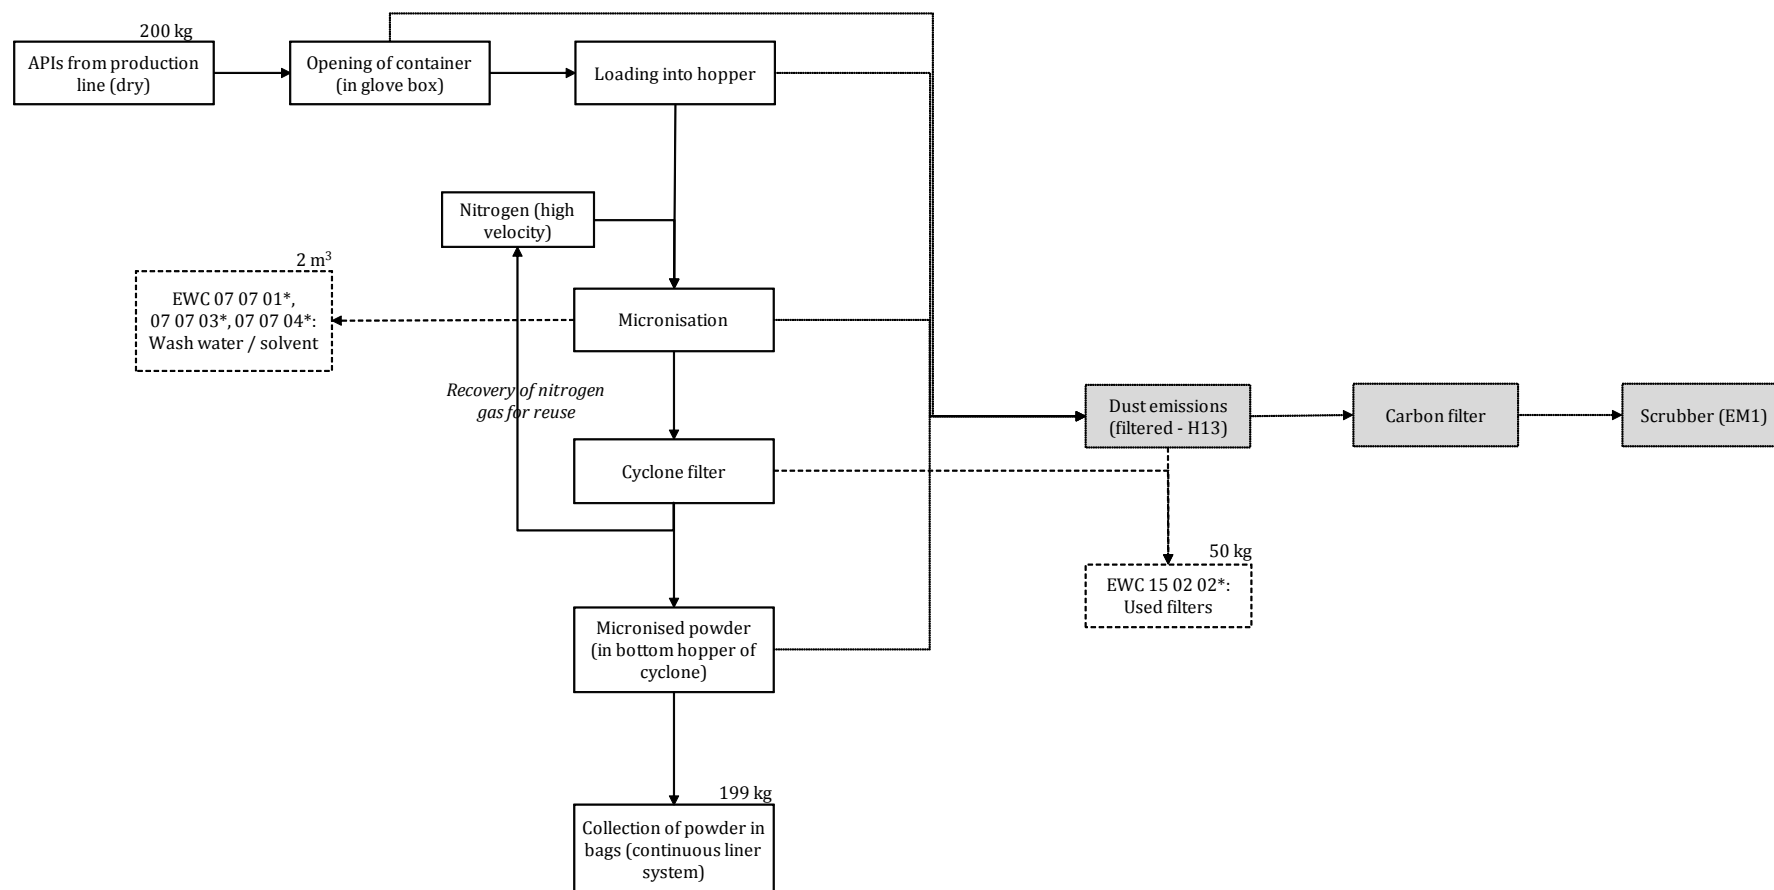 200 kg
APIs from production
line (dry)
Opening of container
(in glove box)
Loading into hopper
Nitrogen (high
velocity)
2 m³
EWC 07 07 01*,
07 07 03*, 07 07 04*:
Wash water / solvent
Micronisation
Recovery of nitrogen
gas for reuse
Dust emissions
(filtered - H13)
Carbon filter
Scrubber (EM1)
Cyclone filter
50 kg
EWC 15 02 02*:
Used filters
Micronised powder
(in bottom hopper of
cyclone)
199 kg
Collection of powder in
bags (continuous liner
system)